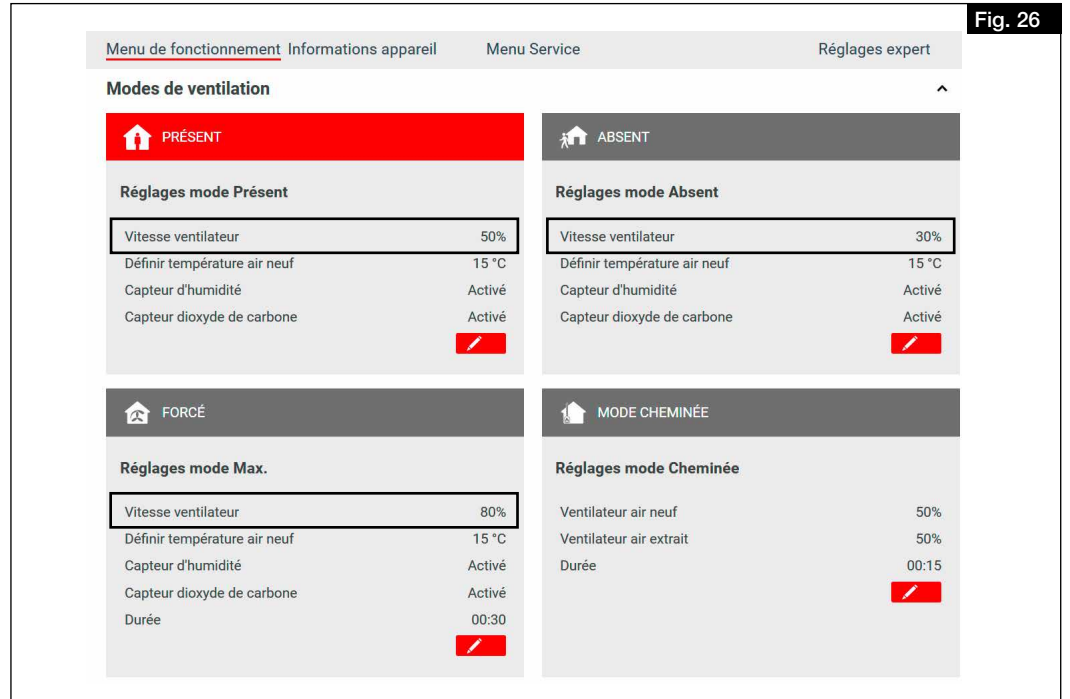 Fig. 26
Menu de fonctionnement Informations appareil Menu Service Réglages expert
Modes de ventilation
PRÉSENT
Réglages mode Présent
Vitesse ventilateur 50%
Définir température air neuf 15 °C
Capteur d'humidité Activé
Capteur dioxyde de carbone Activé
ABSENT
Réglages mode Absent
Vitesse ventilateur 30%
Définir température air neuf 15 °C
Capteur d'humidité Activé
Capteur dioxyde de carbone Activé
FORCÉ
Réglages mode Max.
Vitesse ventilateur 80%
Définir température air neuf 15 °C
Capteur d'humidité Activé
Capteur dioxyde de carbone Activé
Durée 00:30
MODE CHEMINÉE
Réglages mode Cheminée
Ventilateur air neuf 50%
Ventilateur air extrait 50%
Durée 00:15